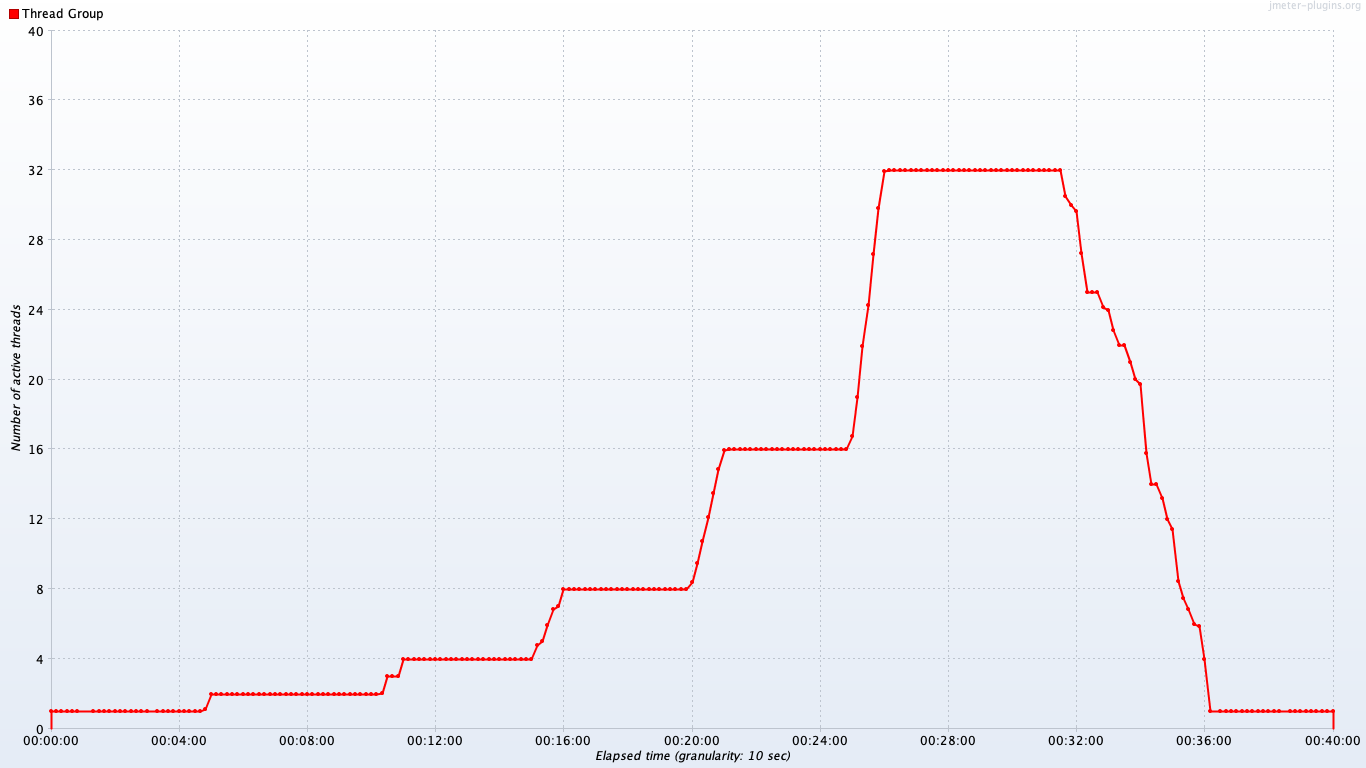 Thread Group
jmeter-plugins.org
40
36
32
28
24
20
16
12
8
4
0
Number of active threads
00:00:00 00:04:00 00:08:00 00:12:00 00:16:00 00:20:00 00:24:00 00:28:00 00:32:00 00:36:00 00:40:00
Elapsed time (granularity: 10 sec)